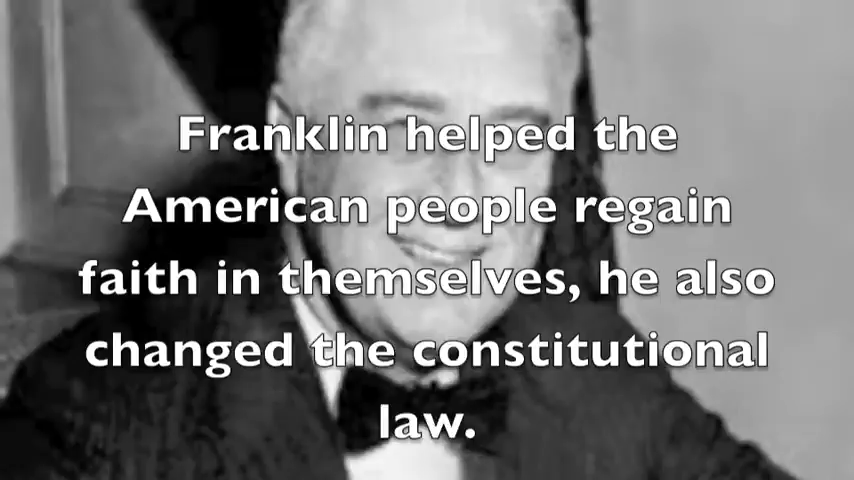 Franklin helped the
American people regain
faith in themselves, he also
changed the constitutional
law.